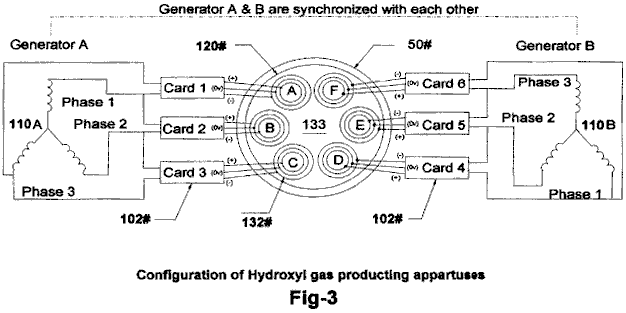 Generator A & B are synchronized with each other
Generator A
120#
50#
Generator B
Card 1
(+)
(0v)
(-)
A
F
(-)
(0v)
(+)
Card 6
Phase 3
Phase 1
110A
Phase 2
Card 2
(+)
(0v)
(-)
B
133
E
(-)
(0v)
(+)
Card 5
Phase 2
110B
Card 3
(+)
(0v)
(-)
C
D
(-)
(0v)
(+)
Card 4
Phase 3
Phase 1
102#
132#
102#
Configuration of Hydroxyl gas producting appartuses
Fig-3